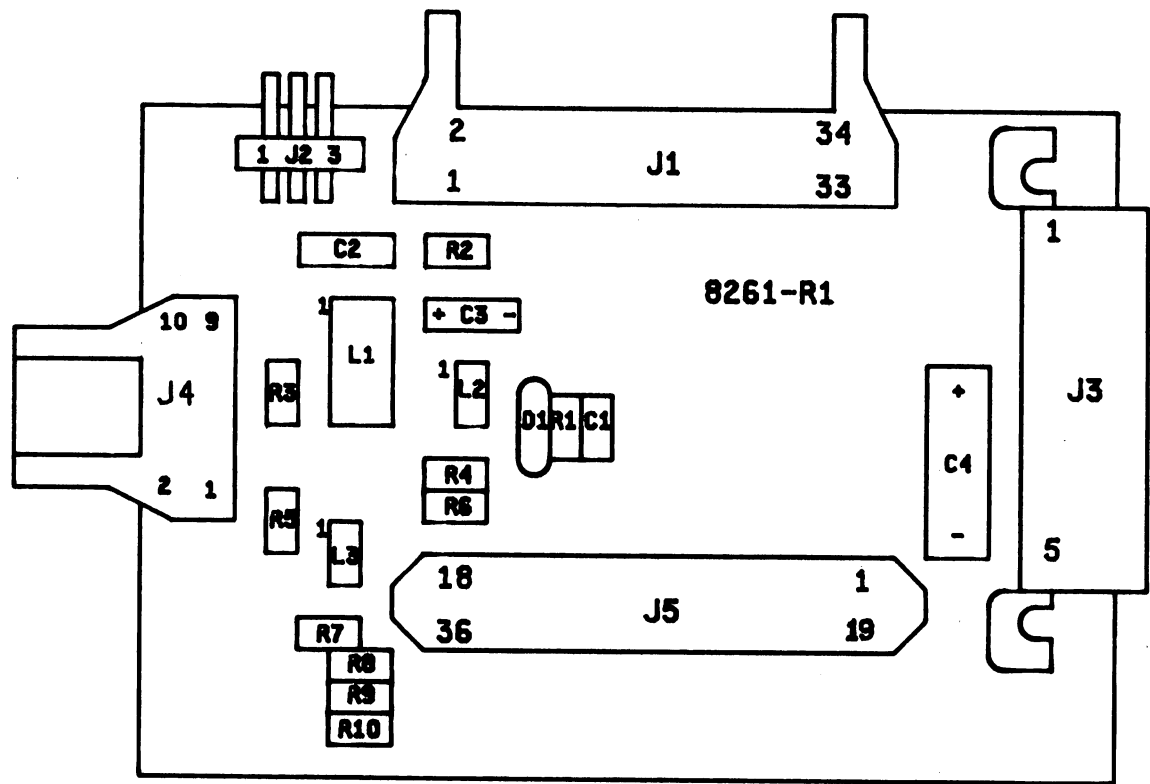 2 34
1 J2 3
J1
1 33
C2 R2
1
8261-R1
10 9
1
+ C3 -
L1
J4
R3
1
L2
D1 R1 C1
+
J3
C4
R4
2 1
R6
R5
1
L3
-
5
18 1
J5
36 19
R7
R8
R9
R10